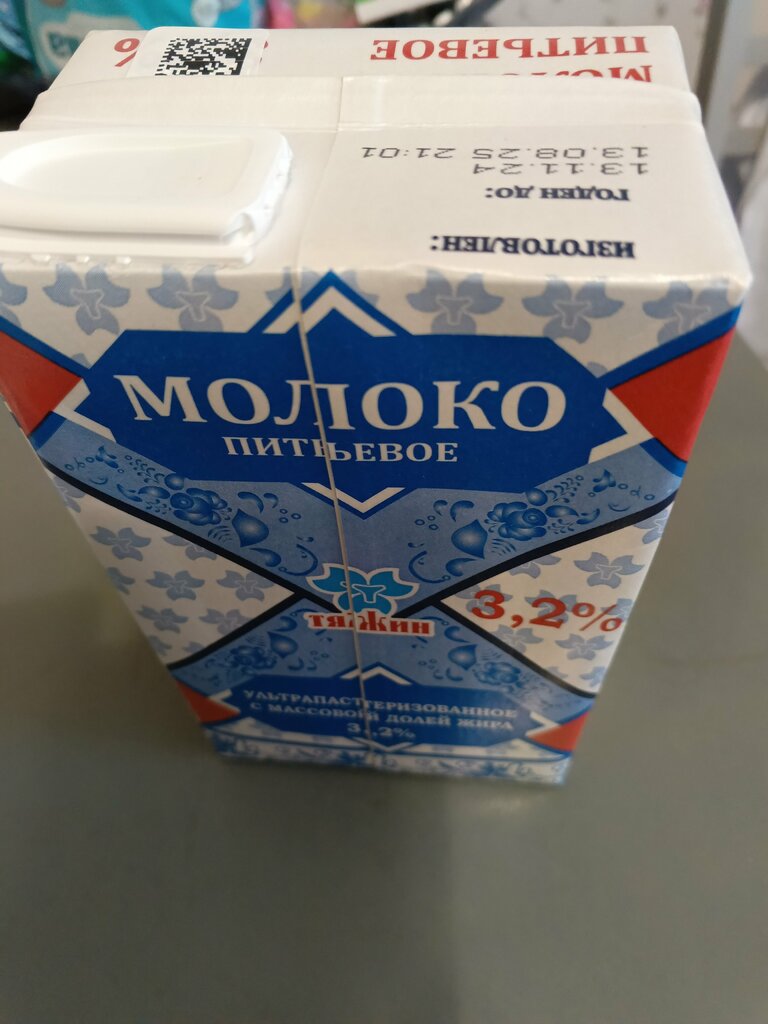 МОЛОКО
ПИТЬЕВОЕ
%
ИЗГОТОВЛЕН:
ГОДЕН ДО:
13.11.24
13.08.25 21:01
МОЛОКО
ПИТЬЕВОЕ
тяжин
3,2%
УЛЬТРАПАСТЕРИЗОВАННОЕ
С МАССОВОЙ ДОЛЕЙ ЖИРА
3,2%